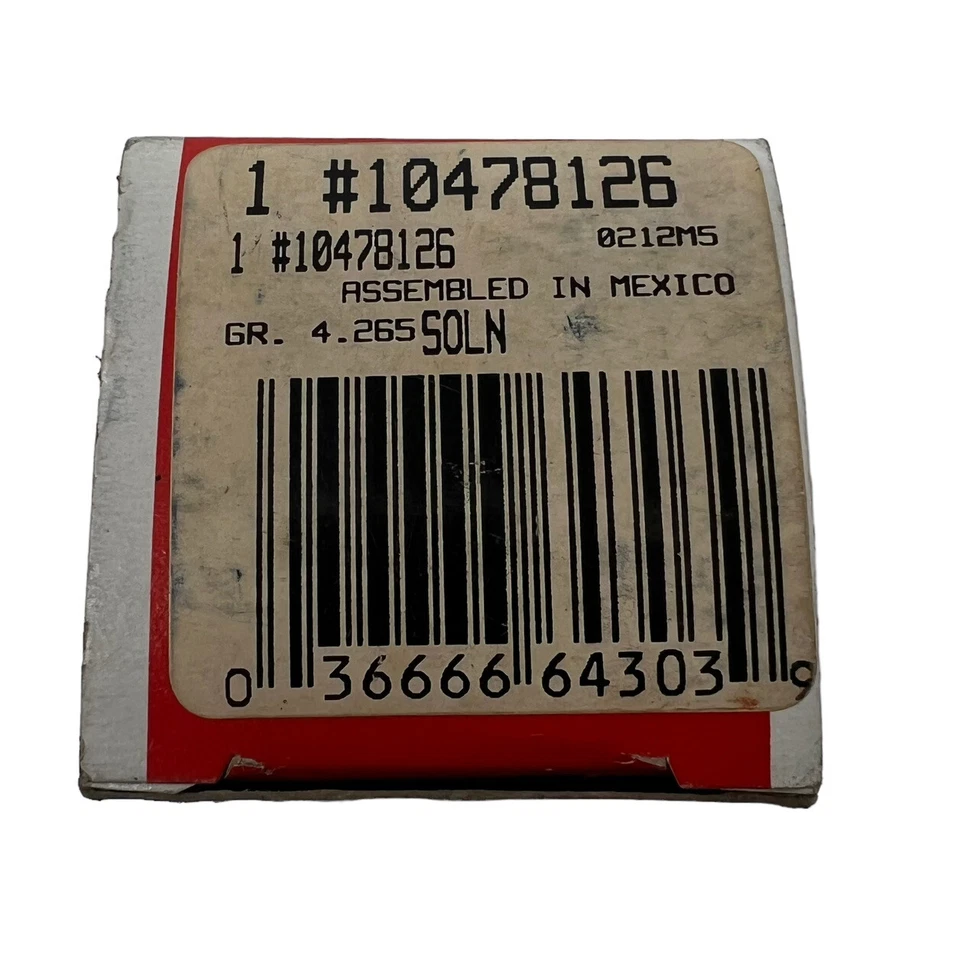 1 #10478126
1 #10478126 0212M5
ASSEMBLED IN MEXICO
GR. 4.265 SOLN
0 36666 64303 9